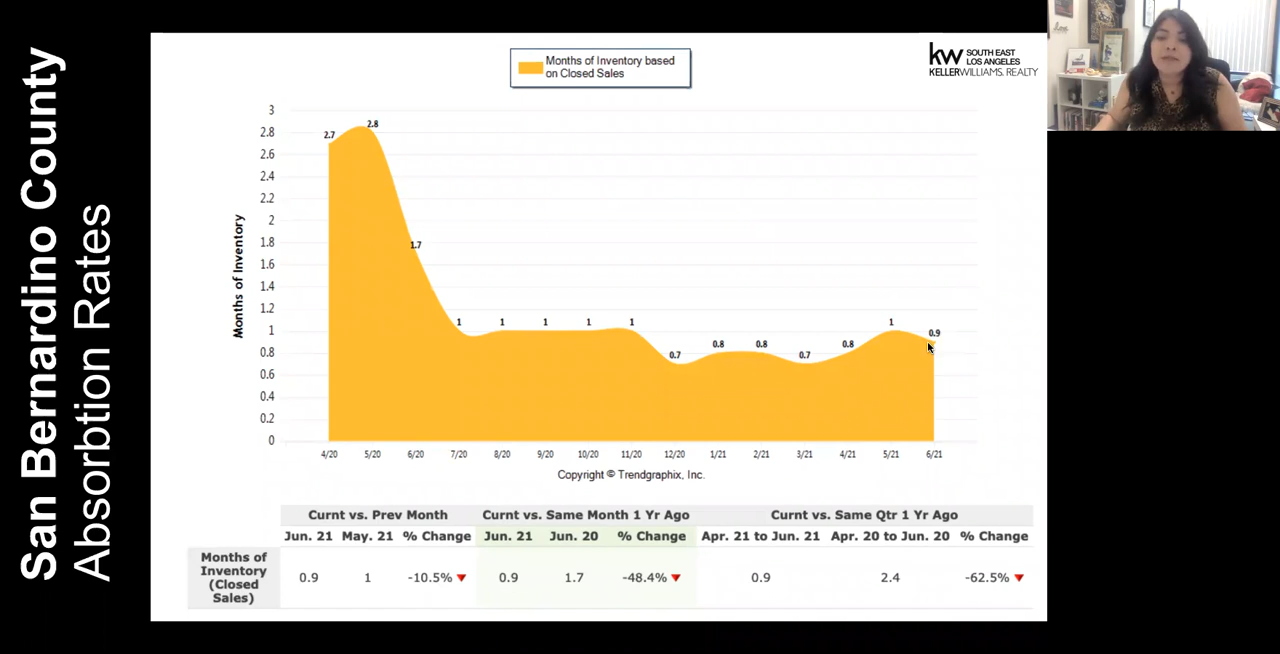 San Bernardino County
Absorbtion Rates
Months of Inventory based
on Closed Sales
kw SOUTH EAST
LOS ANGELES
KELLERWILLIAMS. REALTY
Months of Inventory
3
2.8
2.6
2.4
2.2
2
1.8
1.6
1.4
1.2
1
0.8
0.6
0.4
0.2
0
2.7 2.8 1.7 1 1 1 1 1 0.7 0.8 0.8 0.7 0.8 1 0.9
4/20 5/20 6/20 7/20 8/20 9/20 10/20 11/20 12/20 1/21 2/21 3/21 4/21 5/21 6/21
Copyright © Trendgraphix, Inc.
Curnt vs. Prev Month Curnt vs. Same Month 1 Yr Ago Curnt vs. Same Qtr 1 Yr Ago
Jun. 21 May. 21 % Change Jun. 21 Jun. 20 % Change Apr. 21 to Jun. 21 Apr. 20 to Jun. 20 % Change
Months of
Inventory
(Closed
Sales)
0.9 1 -10.5% 0.9 1.7 -48.4% 0.9 2.4 -62.5%